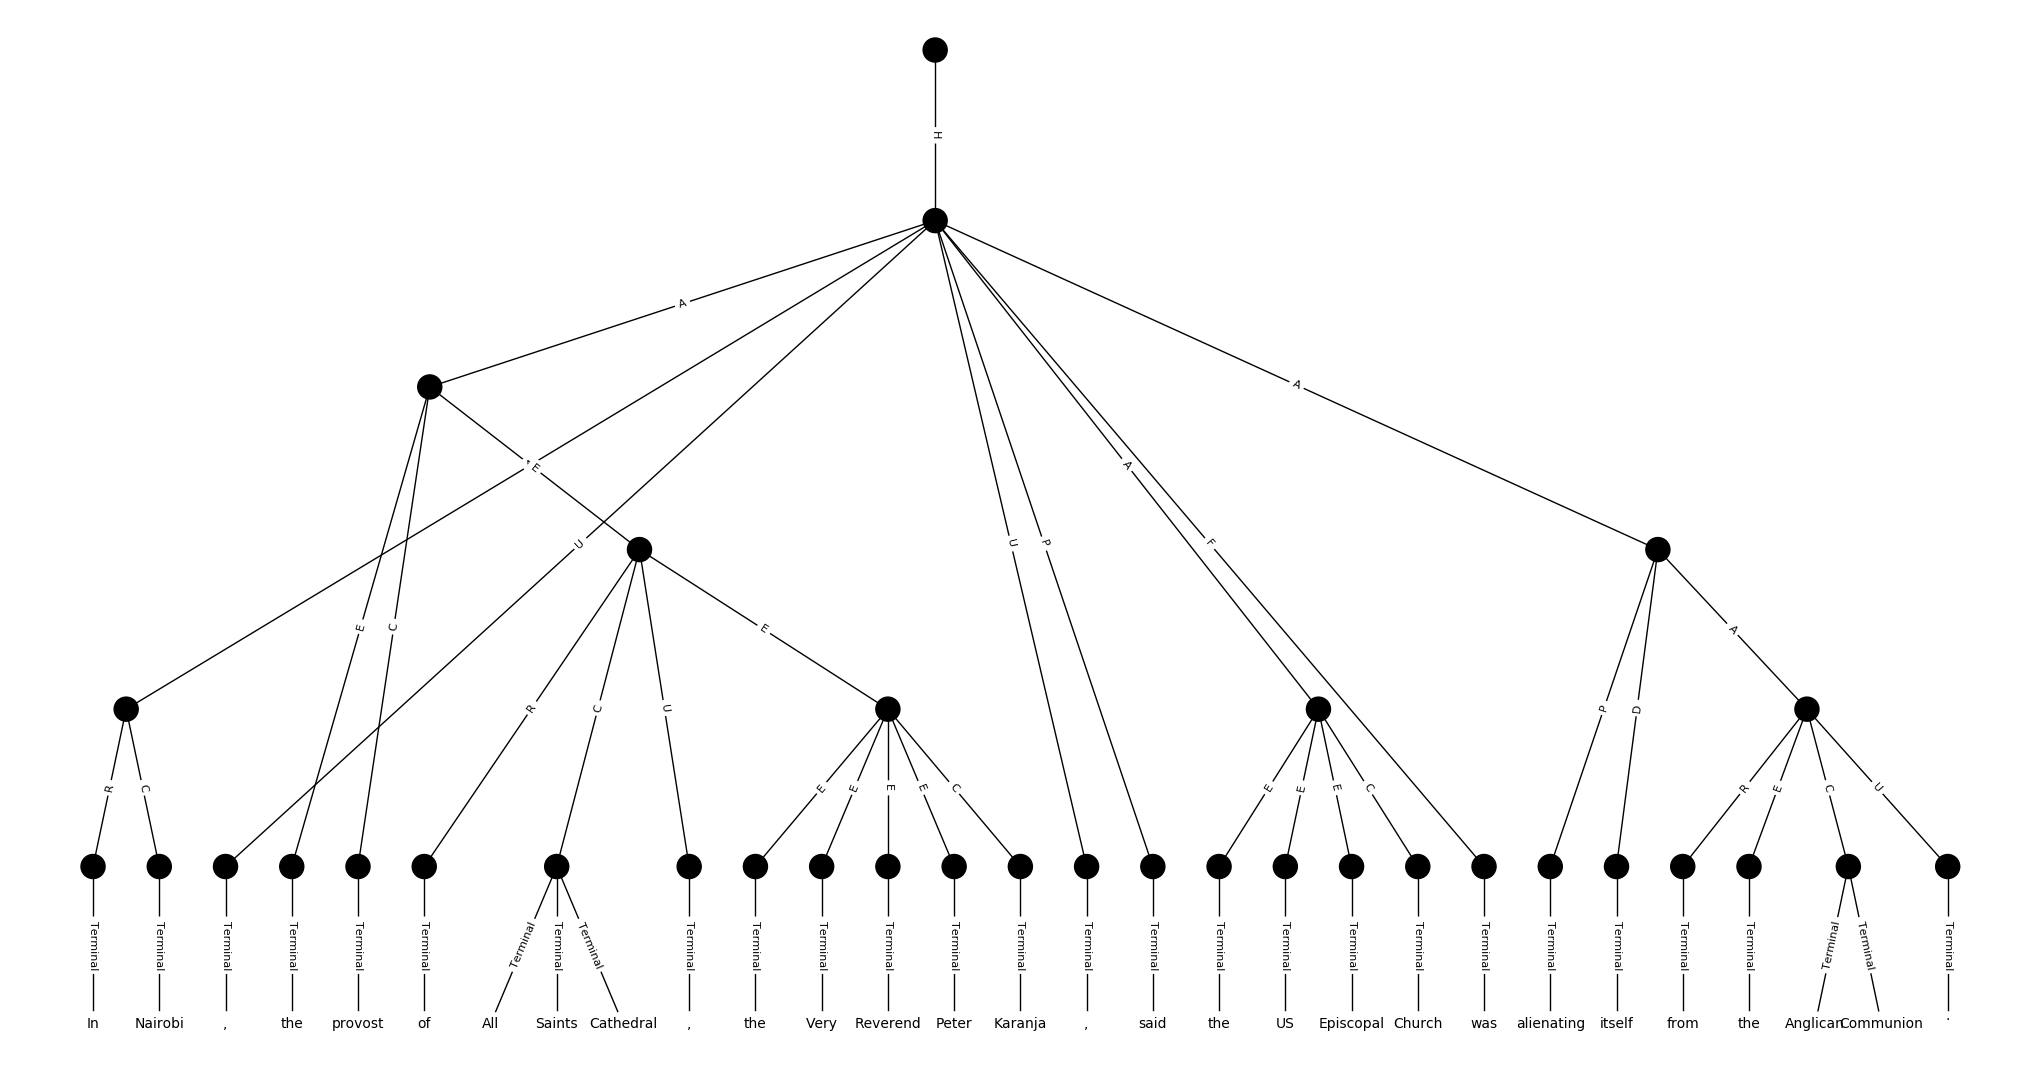 H
A
A
E
A
U
U
P
F
A
E
C
E
A
R
C
U
P
D
R
C
E
E
E
E
C
E
E
E
C
R
E
C
U
Terminal Terminal Terminal Terminal Terminal Terminal Terminal Terminal Terminal Terminal Terminal Terminal Terminal Terminal Terminal Terminal Terminal Terminal Terminal Terminal Terminal Terminal Terminal Terminal Terminal Terminal Terminal Terminal Terminal
In Nairobi , the provost of All Saints Cathedral , the Very Reverend Peter Karanja , said the US Episcopal Church was alienating itself from the Anglican Communion .